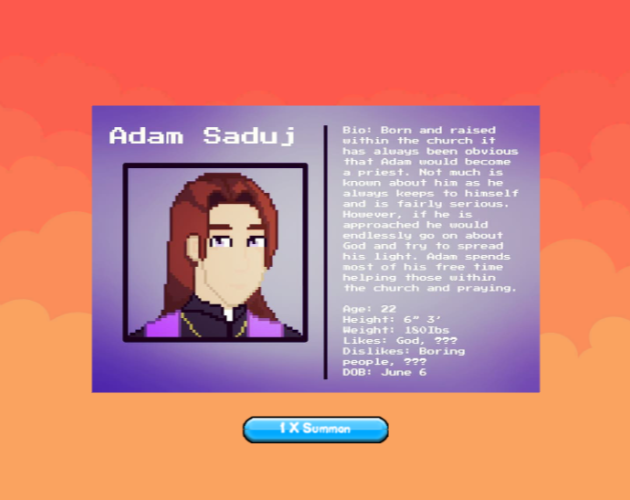 Adam Saduj
Bio: Born and raised
within the church it
has always been obvious
that Adam would become
a priest. Not much is
known about him as he
always keeps to himself
and is fairly serious.
However, if he is
approached he would
endlessly go on about
God and try to spread
his light. Adam spends
most of his free time
helping those within
the church and praying.
Age: 22
Height: 6" 3'
Weight: 180Ibs
Likes: God, ???
Dislikes: Boring
people, ???
DOB: June 6
1 X Summon